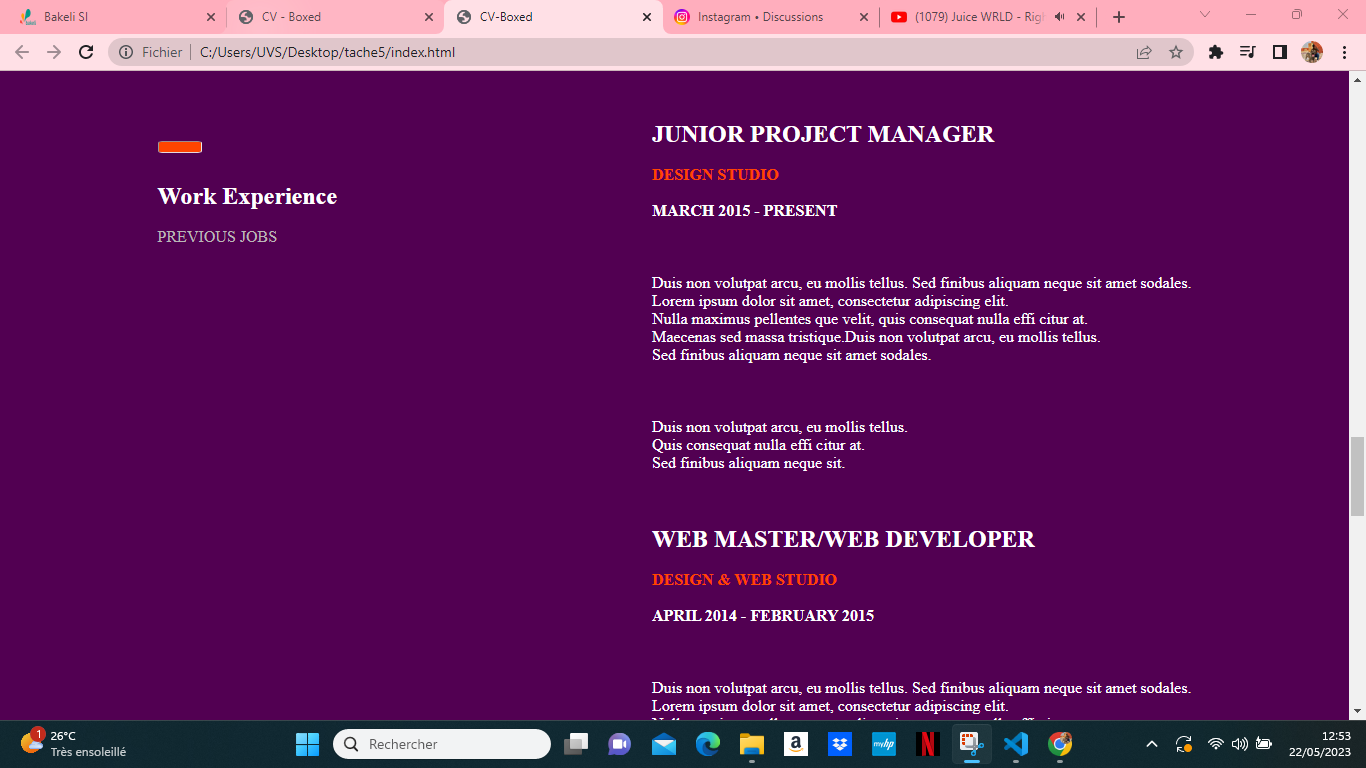 Bakeli SI
CV - Boxed
CV-Boxed
Instagram • Discussions
(1079) Juice WRLD - Righ
Fichier
C:/Users/UVS/Desktop/tache5/index.html
Work Experience
PREVIOUS JOBS
JUNIOR PROJECT MANAGER
DESIGN STUDIO
MARCH 2015 - PRESENT
Duis non volutpat arcu, eu mollis tellus. Sed finibus aliquam neque sit amet sodales.
Lorem ipsum dolor sit amet, consectetur adipiscing elit.
Nulla maximus pellentes que velit, quis consequat nulla effi citur at.
Maecenas sed massa tristique.Duis non volutpat arcu, eu mollis tellus.
Sed finibus aliquam neque sit amet sodales.
Duis non volutpat arcu, eu mollis tellus.
Quis consequat nulla effi citur at.
Sed finibus aliquam neque sit.
WEB MASTER/WEB DEVELOPER
DESIGN & WEB STUDIO
APRIL 2014 - FEBRUARY 2015
Duis non volutpat arcu, eu mollis tellus. Sed finibus aliquam neque sit amet sodales.
Lorem ipsum dolor sit amet, consectetur adipiscing elit.
1
26°C
Très ensoleillé
Rechercher
a
myhp
N
12:53
22/05/2023